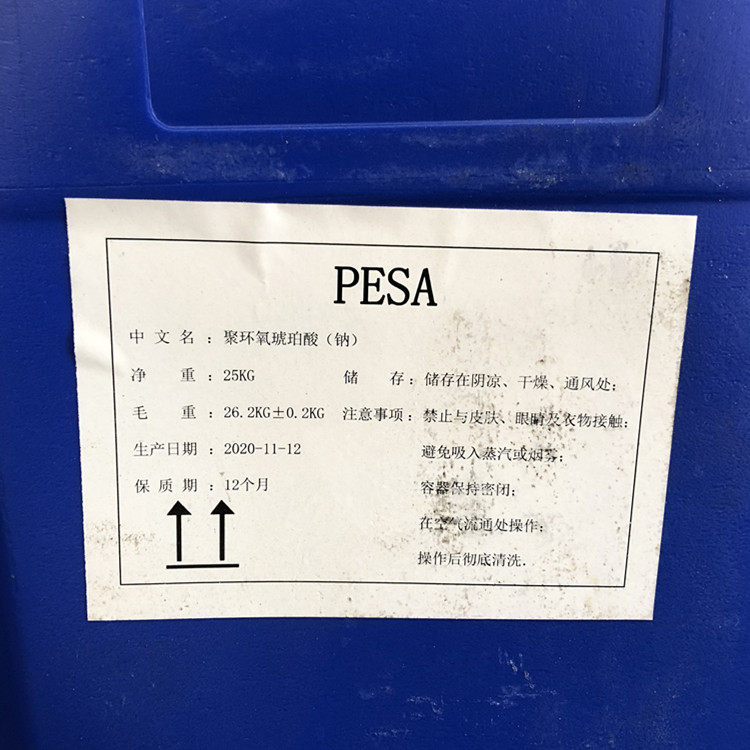 PESA
中文名：聚环氧琥珀酸（钠）
净重：25KG 储存：储存在阴凉、干燥、通风处；
毛重：26.2KG±0.2KG 注意事项：禁止与皮肤、眼睛及衣物接触；
生产日期：2020-11-12 避免吸入蒸汽或烟雾；
保质期：12个月 容器保持密闭；
在空气流通处操作；
操作后彻底清洗.